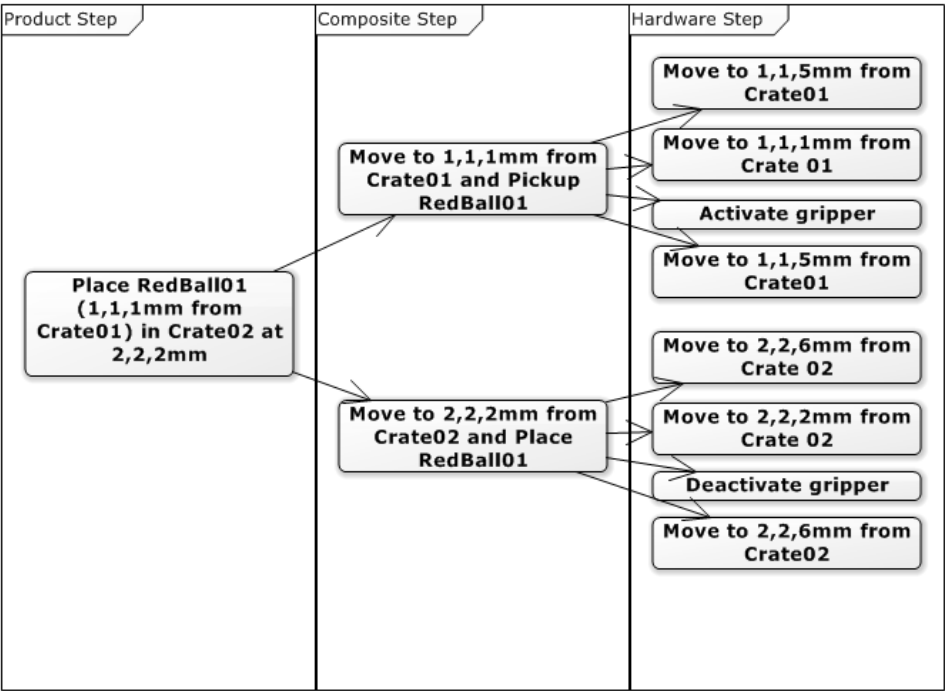 Product Step
Composite Step
Hardware Step
Place RedBall01
(1,1,1mm from
Crate01) in Crate02 at
2,2,2mm
Move to 1,1,1mm from
Crate01 and Pickup
RedBall01
Move to 2,2,2mm from
Crate02 and Place
RedBall01
Move to 1,1,5mm from
Crate01
Move to 1,1,1mm from
Crate 01
Activate gripper
Move to 1,1,5mm from
Crate01
Move to 2,2,6mm from
Crate 02
Move to 2,2,2mm from
Crate 02
Deactivate gripper
Move to 2,2,6mm from
Crate02